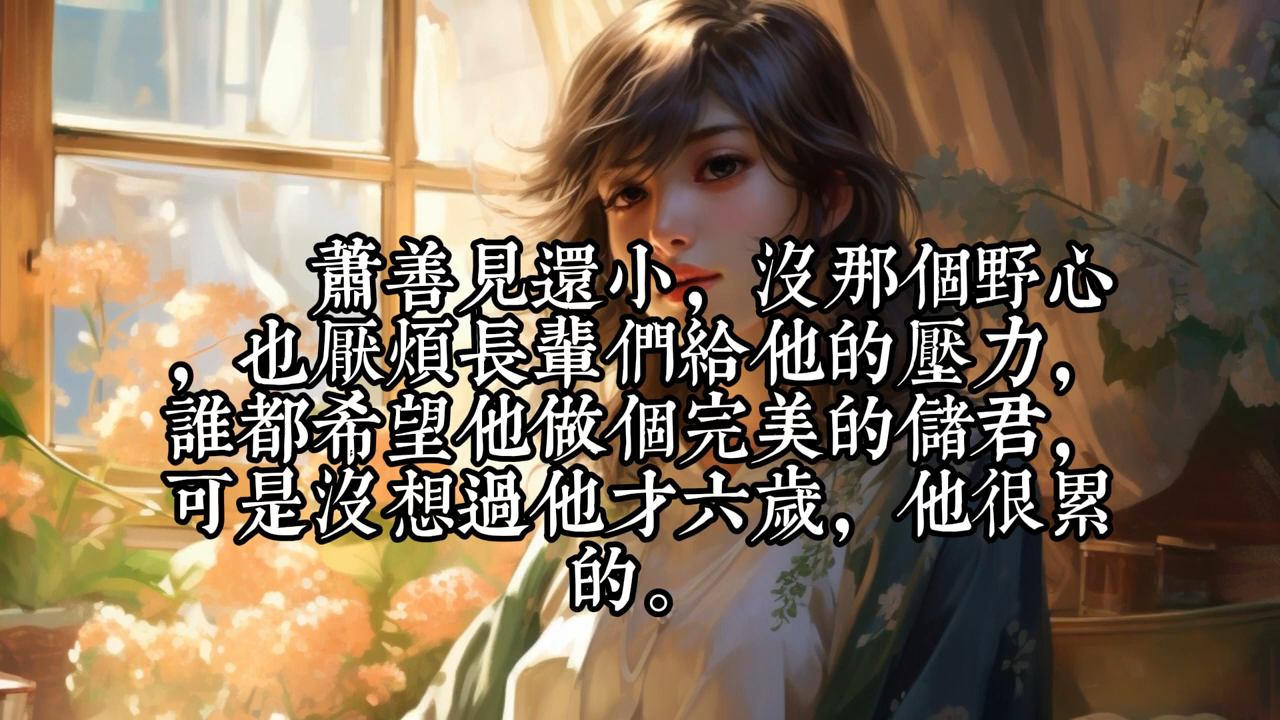 蕭善見還小，沒那個野心
，也厭煩長輩們給他的壓力，
誰都希望他做個完美的儲君，
可是沒想過他才六歲，他很累
的。